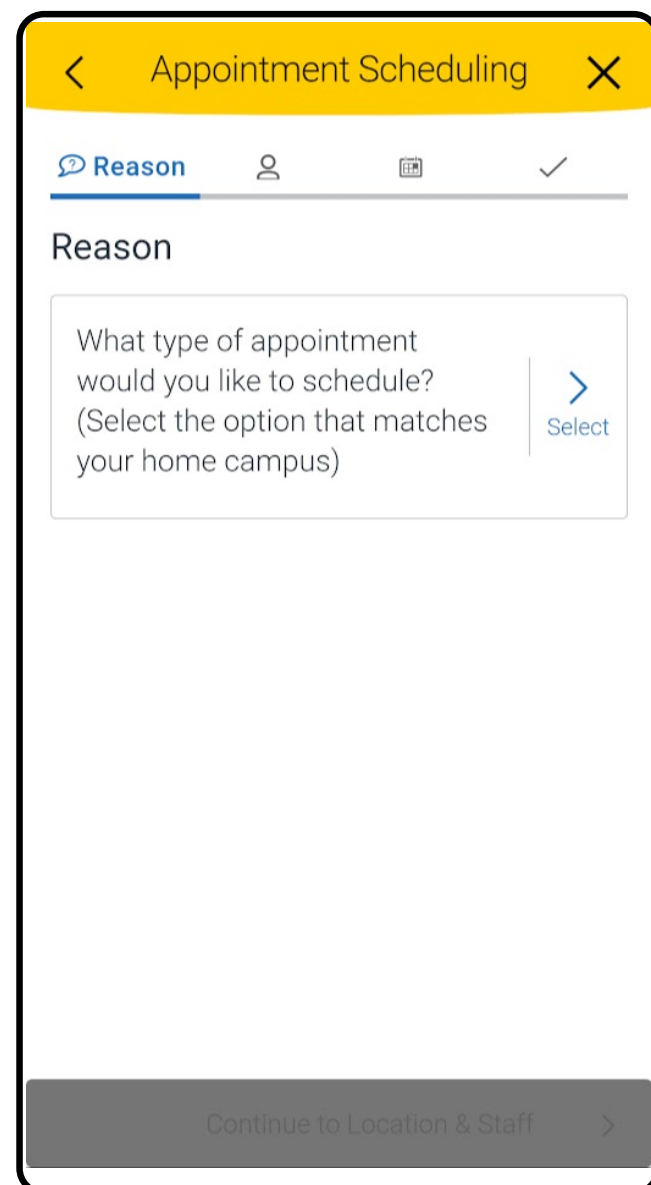 Appointment Scheduling
Reason
Reason
What type of appointment
would you like to schedule?
(Select the option that matches
your home campus)
Select
Continue to Location & Staff